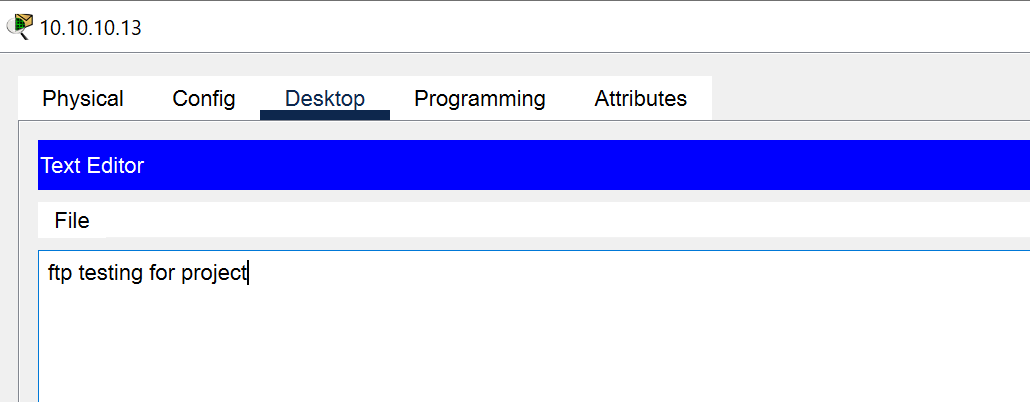 10.10.10.13
Physical Config Desktop Programming Attributes
Text Editor
File
ftp testing for project